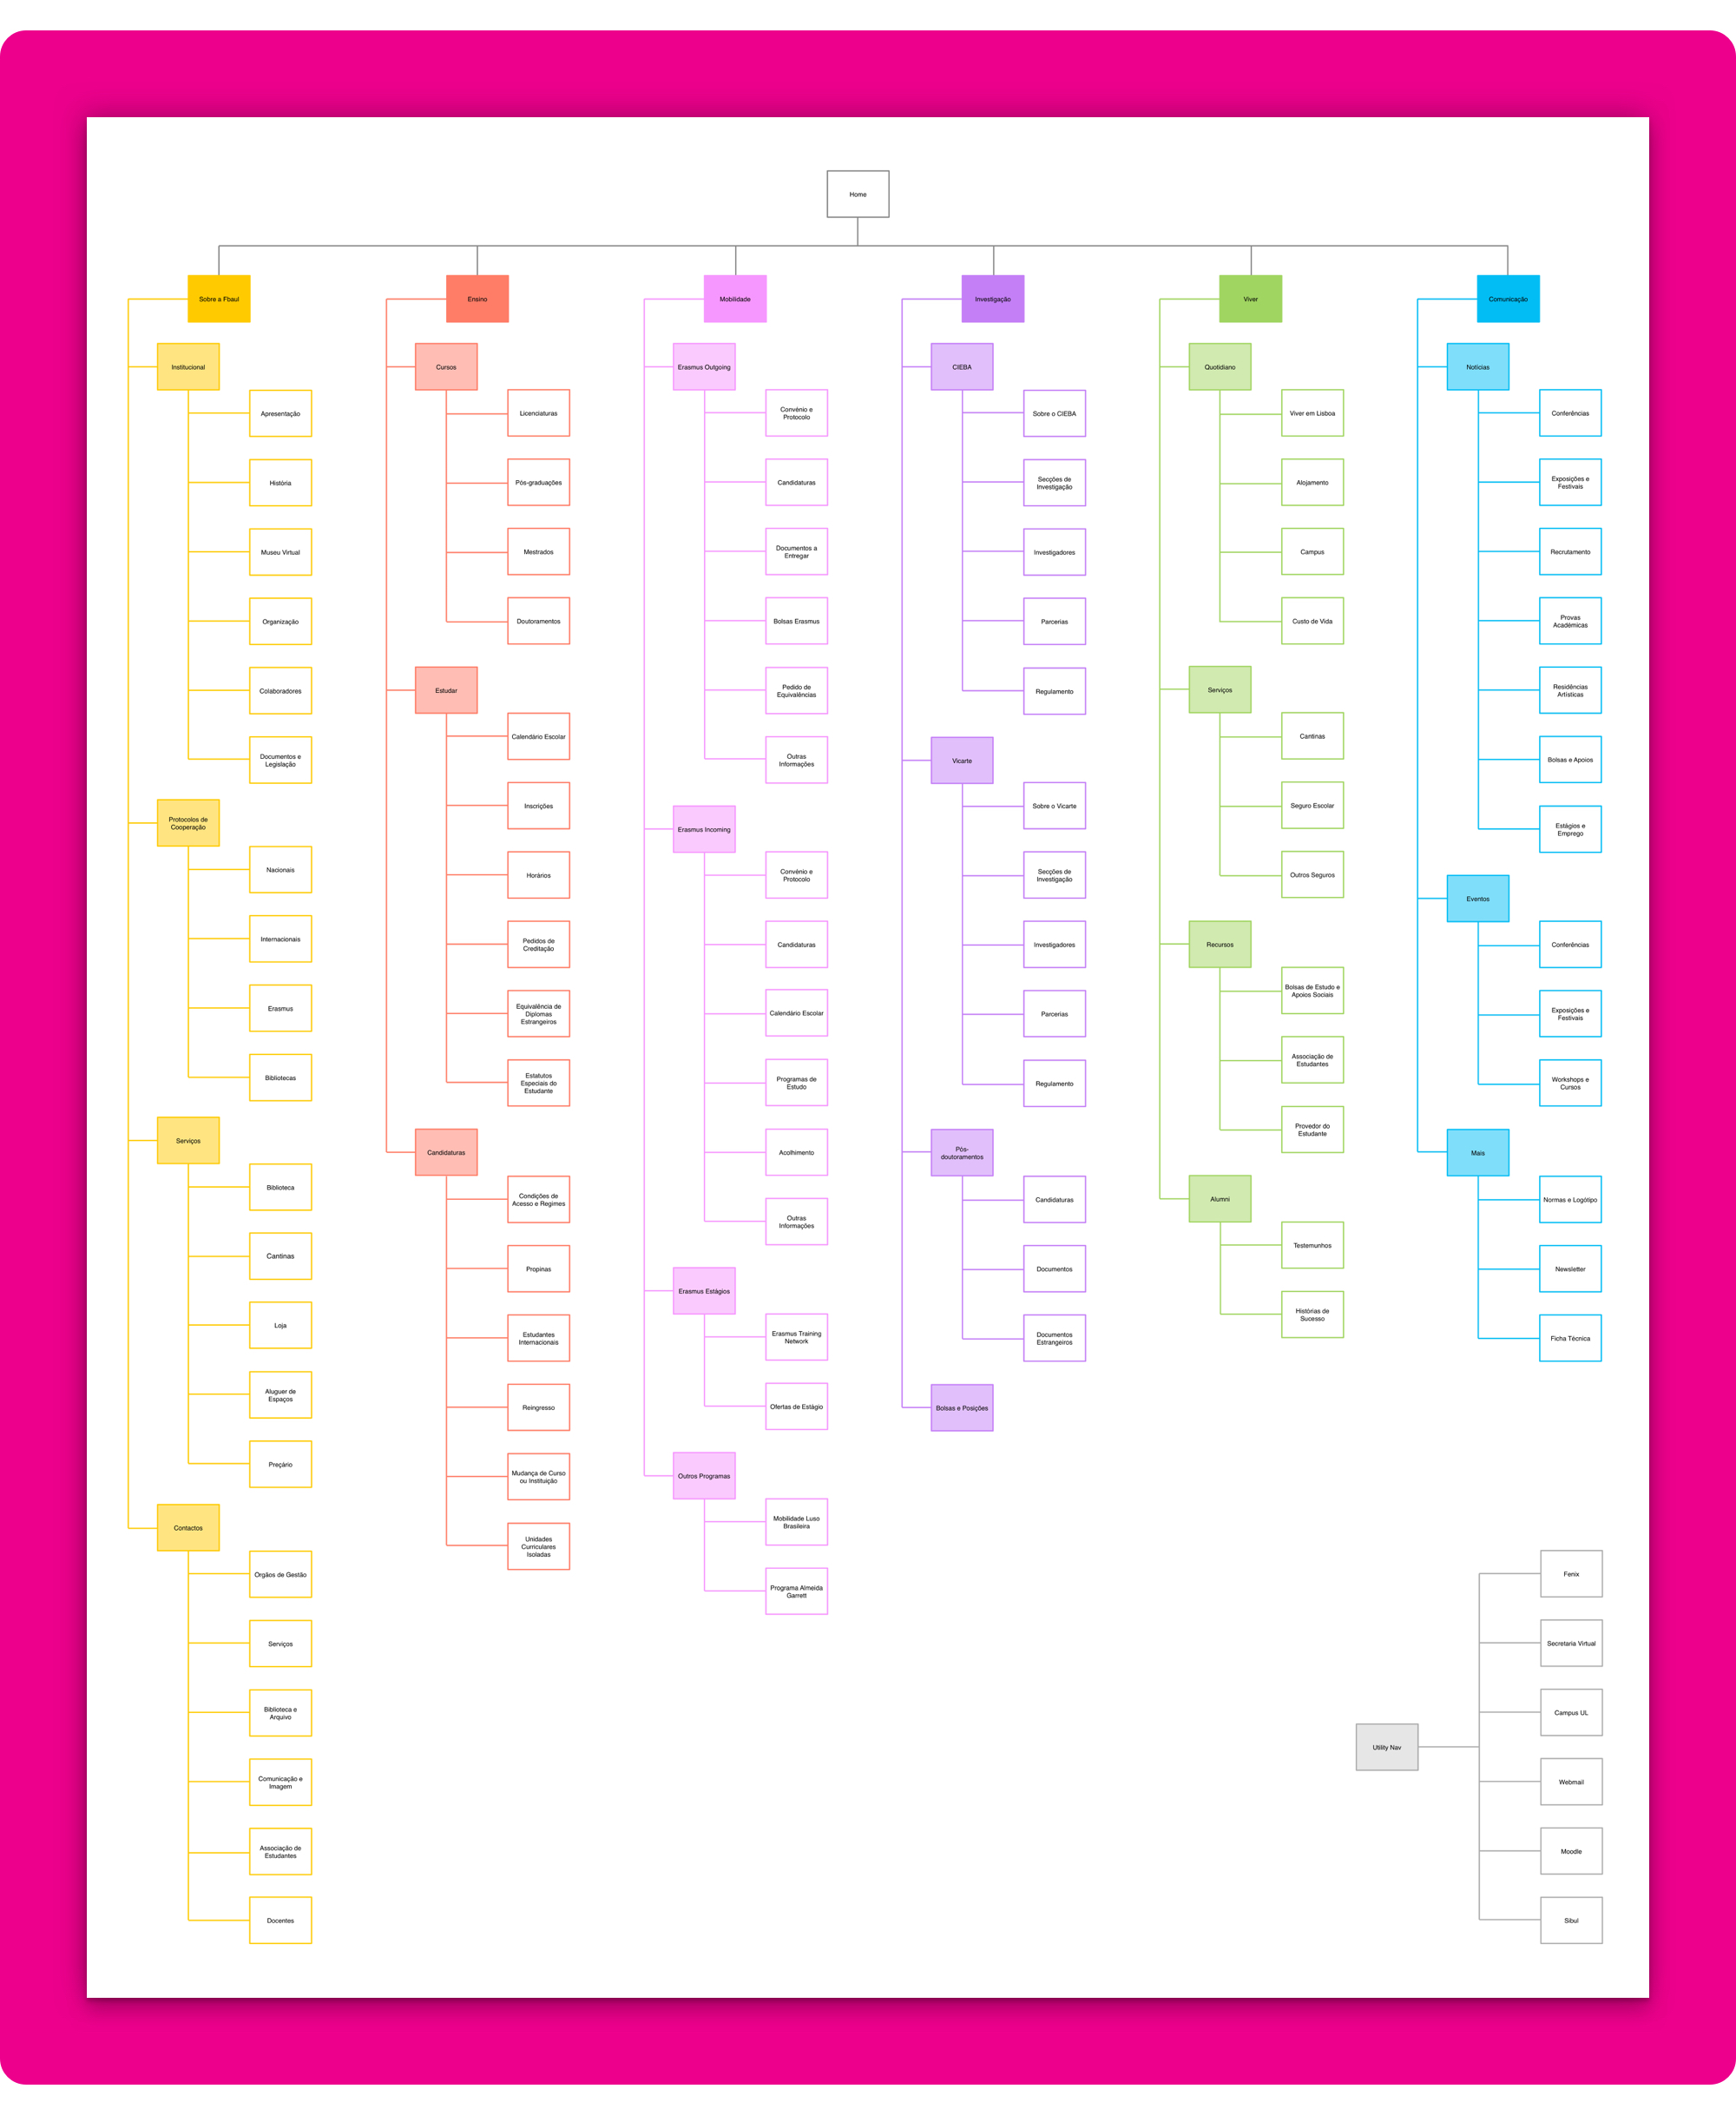 Home
Sobre a Fbaul
Institucional
Apresentação
História
Museu Virtual
Organização
Colaboradores
Documentos e
Legislação
Protocolos de
Cooperação
Nacionais
Internacionais
Erasmus
Bibliotecas
Serviços
Biblioteca
Cantinas
Loja
Aluguer de
Espaços
Preçário
Contactos
Orgãos de Gestão
Serviços
Biblioteca e
Arquivo
Comunicação e
Imagem
Associação de
Estudantes
Docentes
Ensino
Cursos
Licenciaturas
Pós-graduações
Mestrados
Doutoramentos
Estudar
Calendário Escolar
Inscrições
Horários
Pedidos de
Creditação
Equivalência de
Diplomas
Estrangeiros
Estatutos
Especiais do
Estudante
Candidaturas
Condições de
Acesso e Regimes
Propinas
Estudantes
Internacionais
Reingresso
Mudança de Curso
ou Instituição
Unidades
Curriculares
Isoladas
Mobilidade
Erasmus Outgoing
Convénio e
Protocolo
Candidaturas
Documentos a
Entregar
Bolsas Erasmus
Pedido de
Equivalências
Outras
Informações
Erasmus Incoming
Convénio e
Protocolo
Candidaturas
Calendário Escolar
Programas de
Estudo
Acolhimento
Outras
Informações
Erasmus Estágios
Erasmus Training
Network
Ofertas de Estágio
Outros Programas
Mobilidade Luso
Brasileira
Programa Almeida
Garrett
Investigação
CIEBA
Sobre o CIEBA
Secções de
Investigação
Investigadores
Parcerias
Regulamento
Vicarte
Sobre o Vicarte
Secções de
Investigação
Investigadores
Parcerias
Regulamento
Pós-
doutoramentos
Candidaturas
Documentos
Documentos
Estrangeiros
Bolsas e Posições
Viver
Quotidiano
Viver em Lisboa
Alojamento
Campus
Custo de Vida
Serviços
Cantinas
Seguro Escolar
Outros Seguros
Recursos
Bolsas de Estudo e
Apoios Sociais
Associação de
Estudantes
Provedor do
Estudante
Alumni
Testemunhos
Histórias de
Sucesso
Comunicação
Notícias
Conferências
Exposições e
Festivais
Recrutamento
Provas
Académicas
Residências
Artísticas
Bolsas e Apoios
Estágios e
Emprego
Eventos
Conferências
Exposições e
Festivais
Workshops e
Cursos
Mais
Normas e Logótipo
Newsletter
Ficha Técnica
Utility Nav
Fenix
Secretaria Virtual
Campus UL
Webmail
Moodle
Sibul